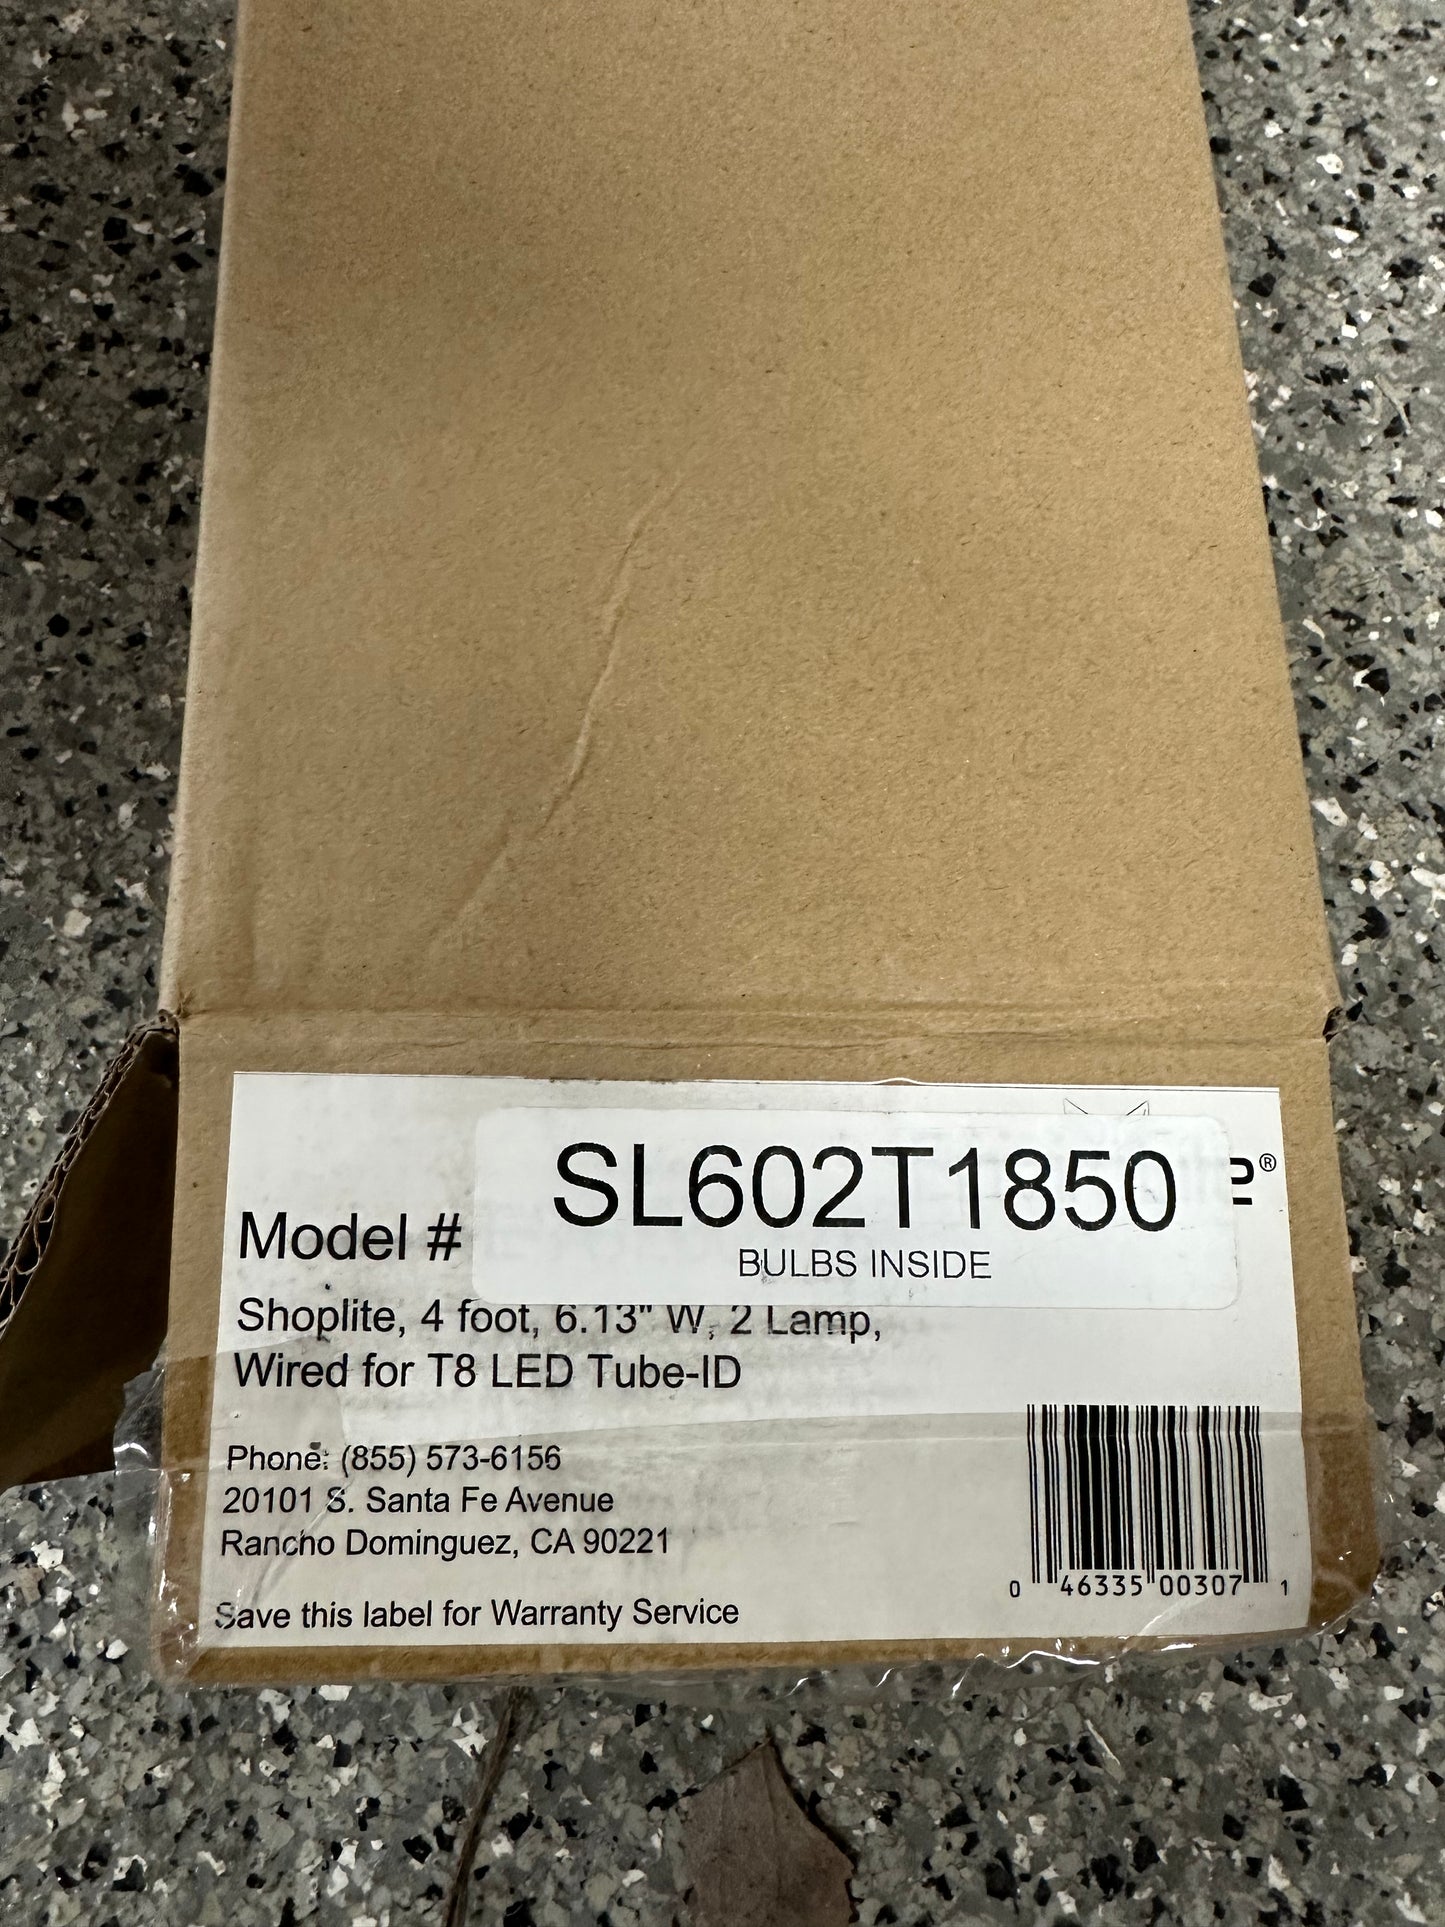 SL602T1850
®
BULBS INSIDE
Model #
Shoplite, 4 foot, 6.13" W, 2 Lamp,
Wired for T8 LED Tube-ID
Phone: (855) 573-6156
20101 S. Santa Fe Avenue
Rancho Dominguez, CA 90221
Save this label for Warranty Service
0 46335 00307 1